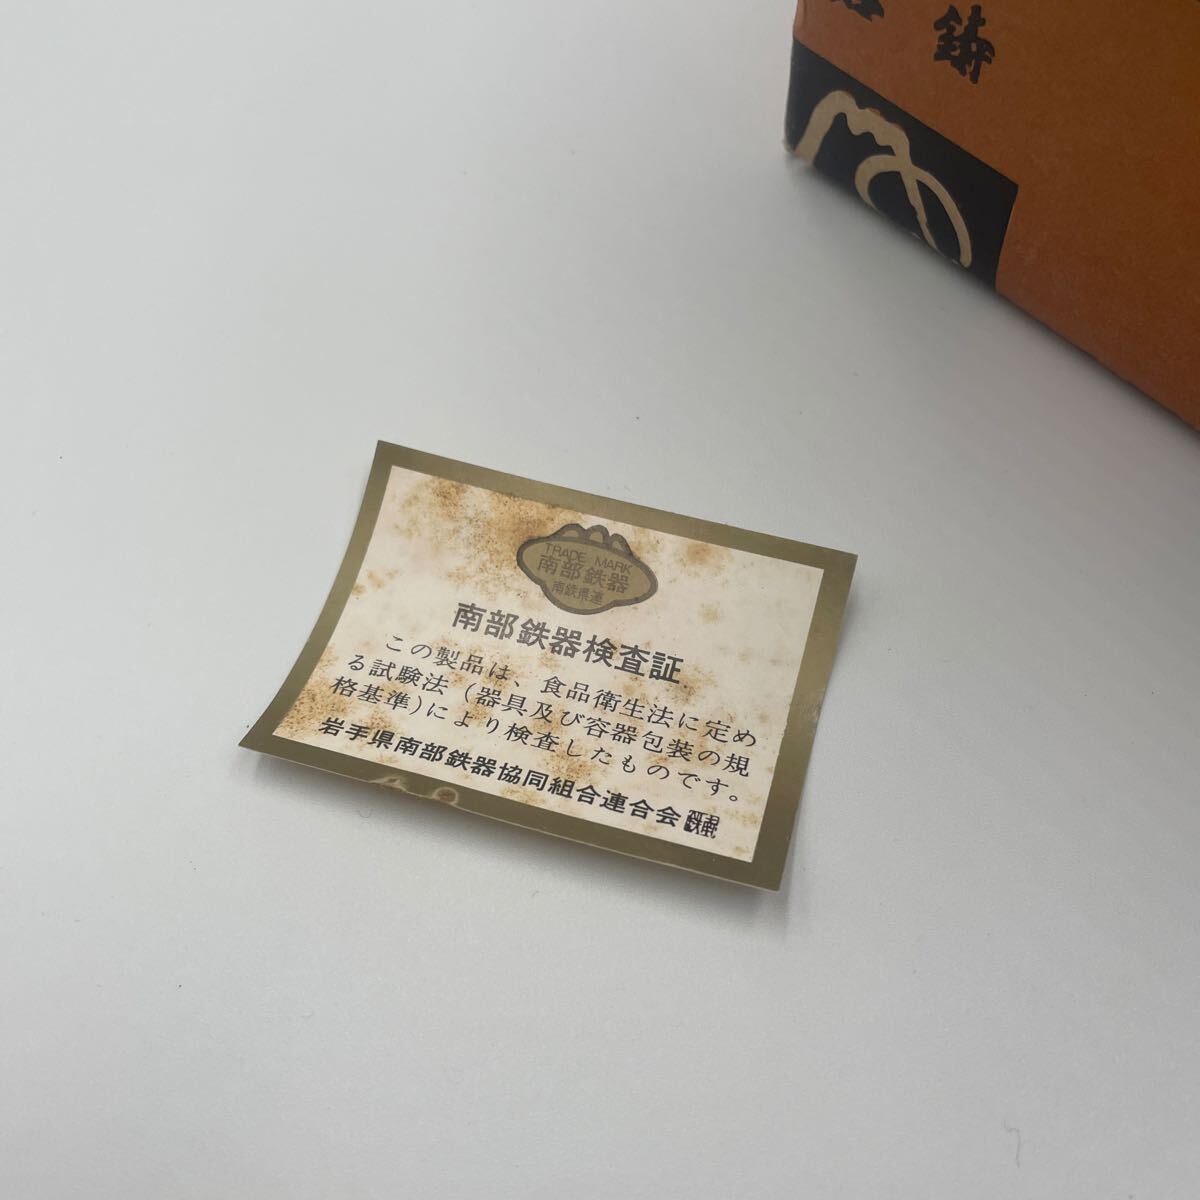 鋳
TRADE MARK
南部鉄器
南鉄県連
南部鉄器検査証
この製品は、食品衛生法に定め
る試験法(器具及び容器包装の規
格基準)により検査したものです。
岩手県南部鉄器協同組合連合会